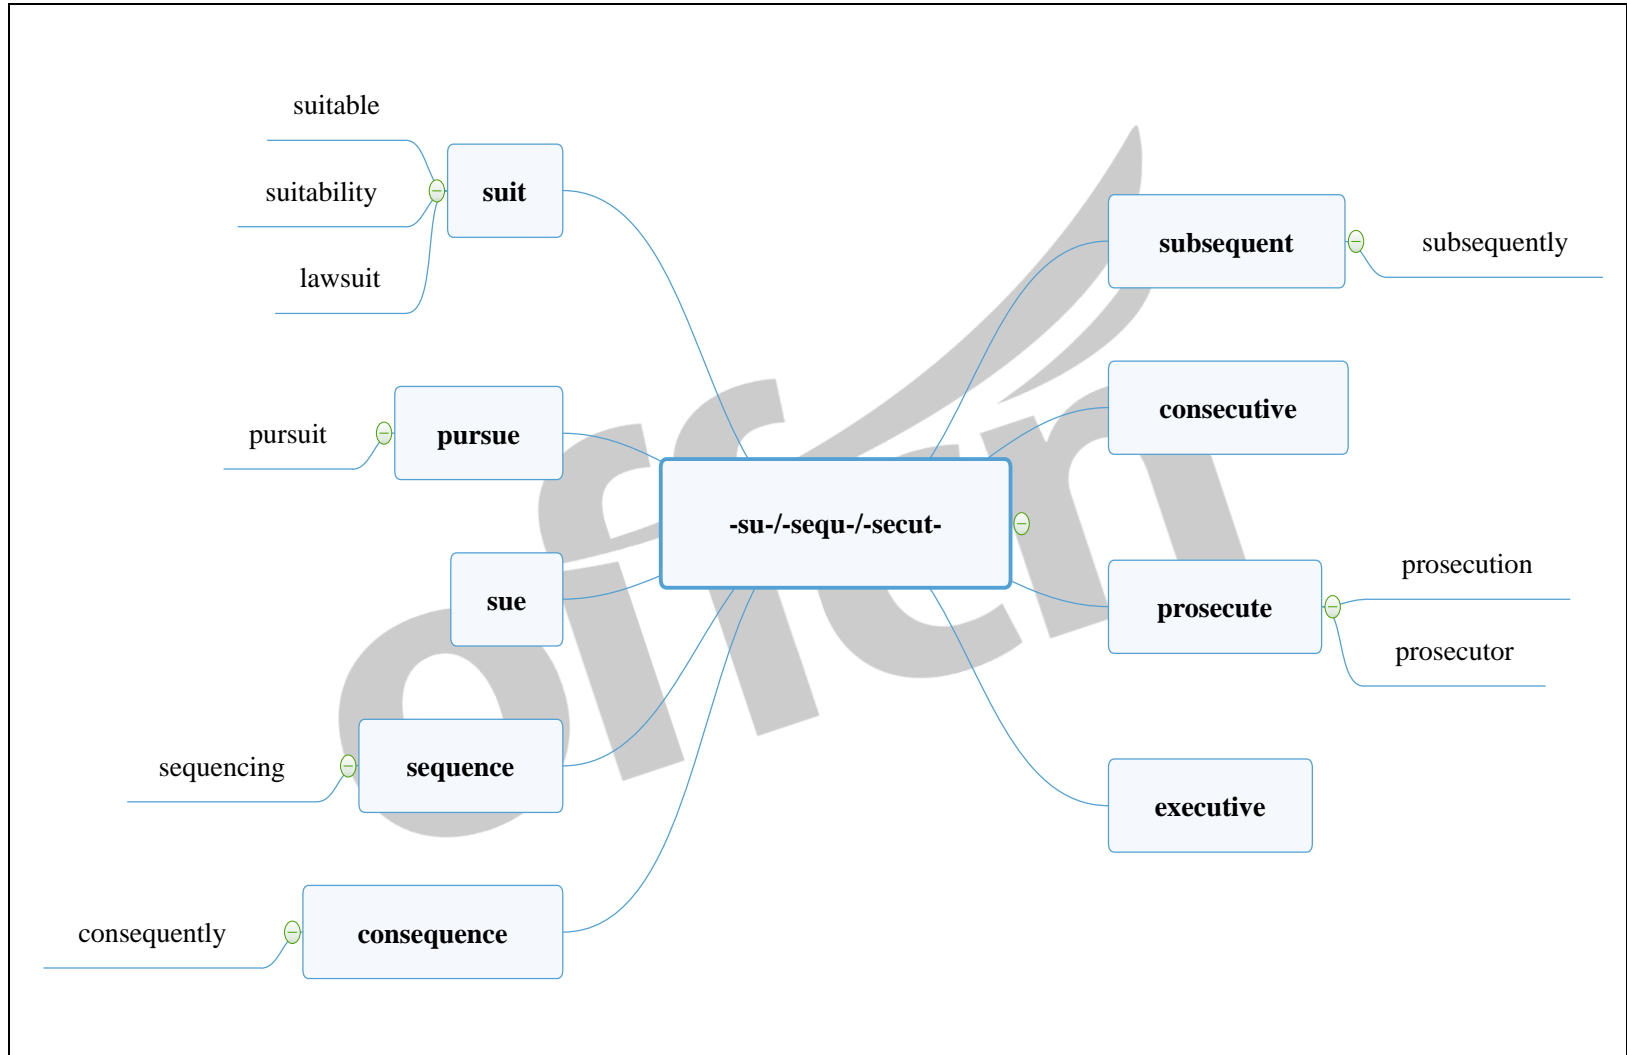 suitable
suitability
lawsuit
suit
pursuit
pursue
sue
sequencing
sequence
consequently
consequence
-su-/-sequ-/-secut-
subsequent
subsequently
consecutive
prosecute
prosecution
prosecutor
executive
offcn